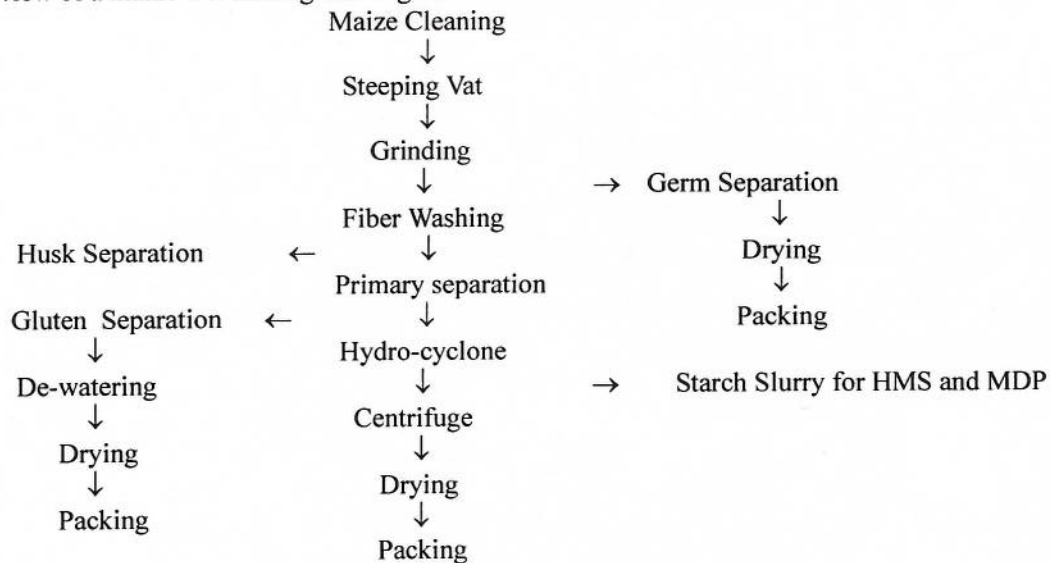 Maize Cleaning
↓
Steeping Vat
↓
Grinding
↓
→ Germ Separation
Fiber Washing
↓
↓
Drying
Husk Separation ←
↓
Primary separation
↓
Packing
Gluten Separation ←
↓
Hydro-cyclone
↓
De-watering
↓
→ Starch Slurry for HMS and MDP
Centrifuge
↓
Drying
↓
Drying
↓
Packing
↓
Packing